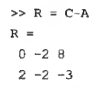 >> R = C-A
R =
0 -2 8
2 -2 -3